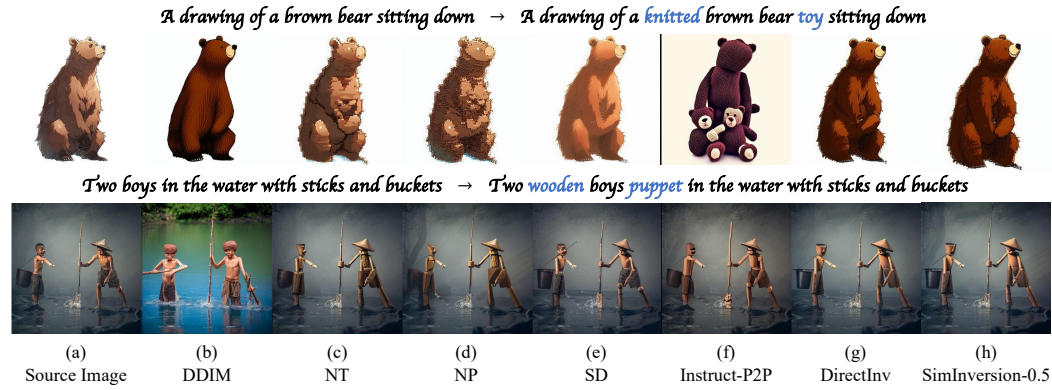 A drawing of a brown bear sitting down → A drawing of a knitted brown bear toy sitting down
Two boys in the water with sticks and buckets → Two wooden boys puppet in the water with sticks and buckets
(a) (b) (c) (d) (e) (f) (g) (h)
Source Image DDIM NT NP SD Instruct-P2P DirectInv SimInversion-0.5